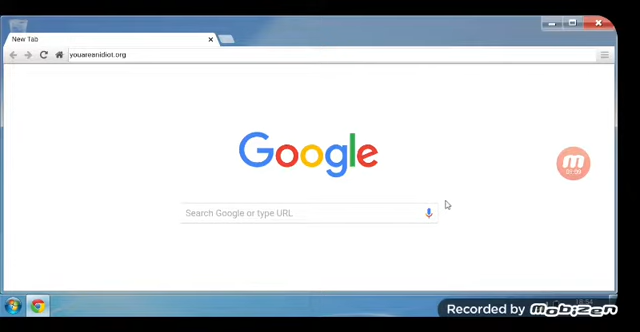 New Tab
youareanidiot.org
Google
Search Google or type URL
Recorded by
mobizen